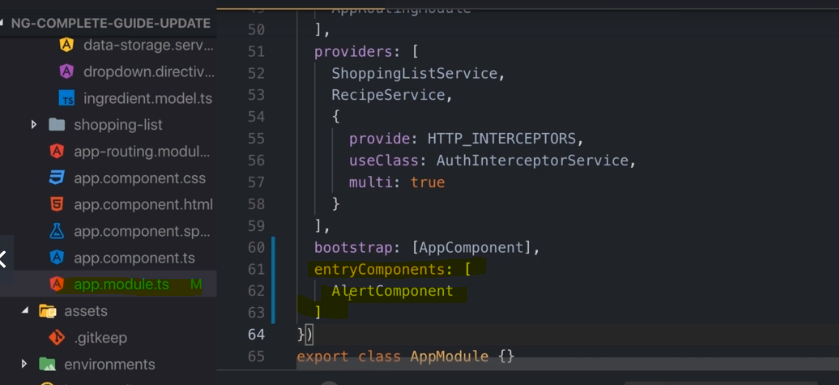 NG-COMPLETE-GUIDE-UPDATE
data-storage.serv...
dropdown.directiv...
ingredient.model.ts
shopping-list
app-routing.modul...
app.component.css
app.component.html
app.component.sp...
app.component.ts
app.module.ts M
assets
.gitkeep
environments
49 AppRoutingModule
50 ],
51 providers: [
52 ShoppingListService,
53 RecipeService,
54 {
55 provide: HTTP_INTERCEPTORS,
56 useClass: AuthInterceptorService,
57 multi: true
58 }
59 ],
60 bootstrap: [AppComponent],
61 entryComponents: [
62 AlertComponent
63 ]
64 })
65 export class AppModule {}